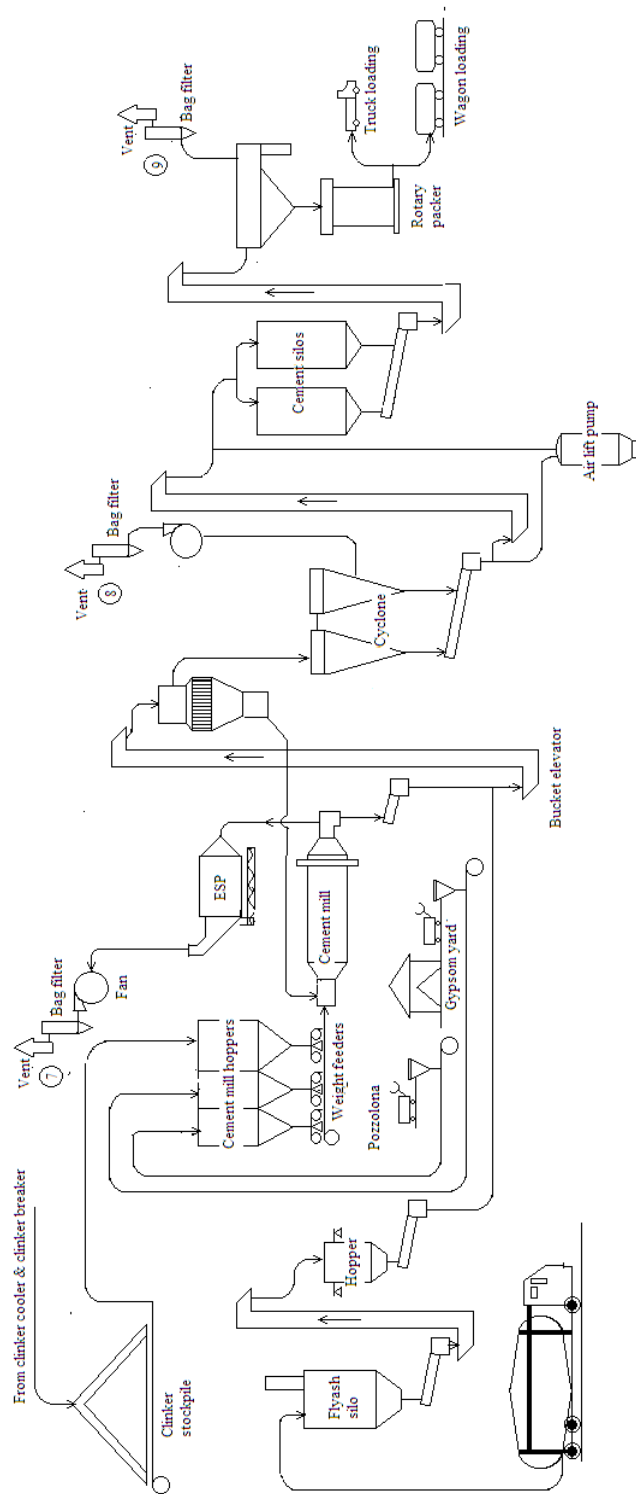 From clinker cooler & clinker breaker
Clinker
stockpile
Vent
7
Bag filter
Fan
ESP
Cement mill hoppers
Weight feeders
Cement mill
Pozzolona
Gypsom yard
Flyash
silo
Hopper
Bucket elevator
Vent
8
Bag filter
Cyclone
Air lift pump
Cement silos
Vent
9
Bag filter
Rotary
packer
Truck loading
Wagon loading